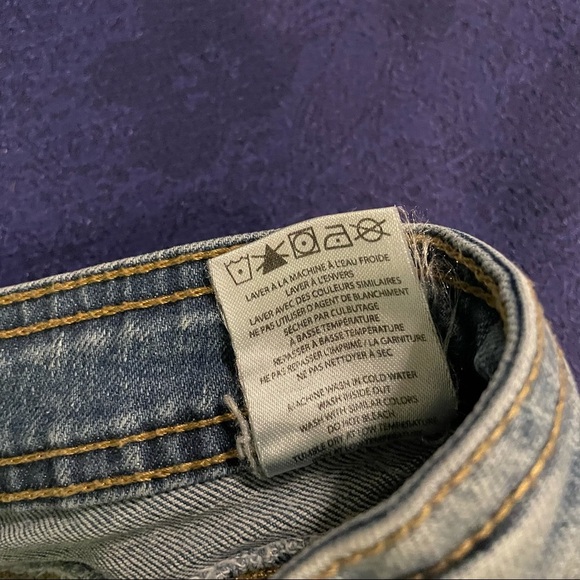 LAVER À LA MACHINE À L'EAU FROIDE
LAVER À L'ENVERS
LAVER AVEC DES COULEURS SIMILAIRES
NE PAS UTILISER D'AGENT DE BLANCHIMENT
SÉCHER PAR CULBUTAGE
À BASSE TEMPÉRATURE
REPASSER À BASSE TEMPÉRATURE
NE PAS REPASSER L'IMPRIMÉ / LA GARNITURE
NE PAS NETTOYER À SEC
MACHINE WASH IN COLD WATER
WASH INSIDE OUT
WASH WITH SIMILAR COLORS
DO NOT BLEACH
TUMBLE DRY AT LOW TEMPERATURE